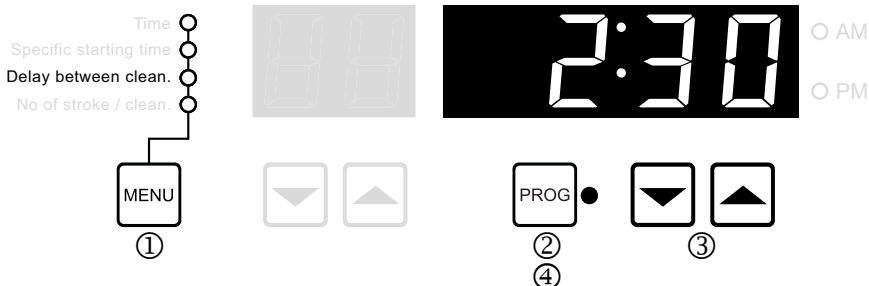 Time
Specific starting time
Delay between clean.
No of stroke / clean.
88
2:30
AM
PM
MENU
PROG
①
②
③
④